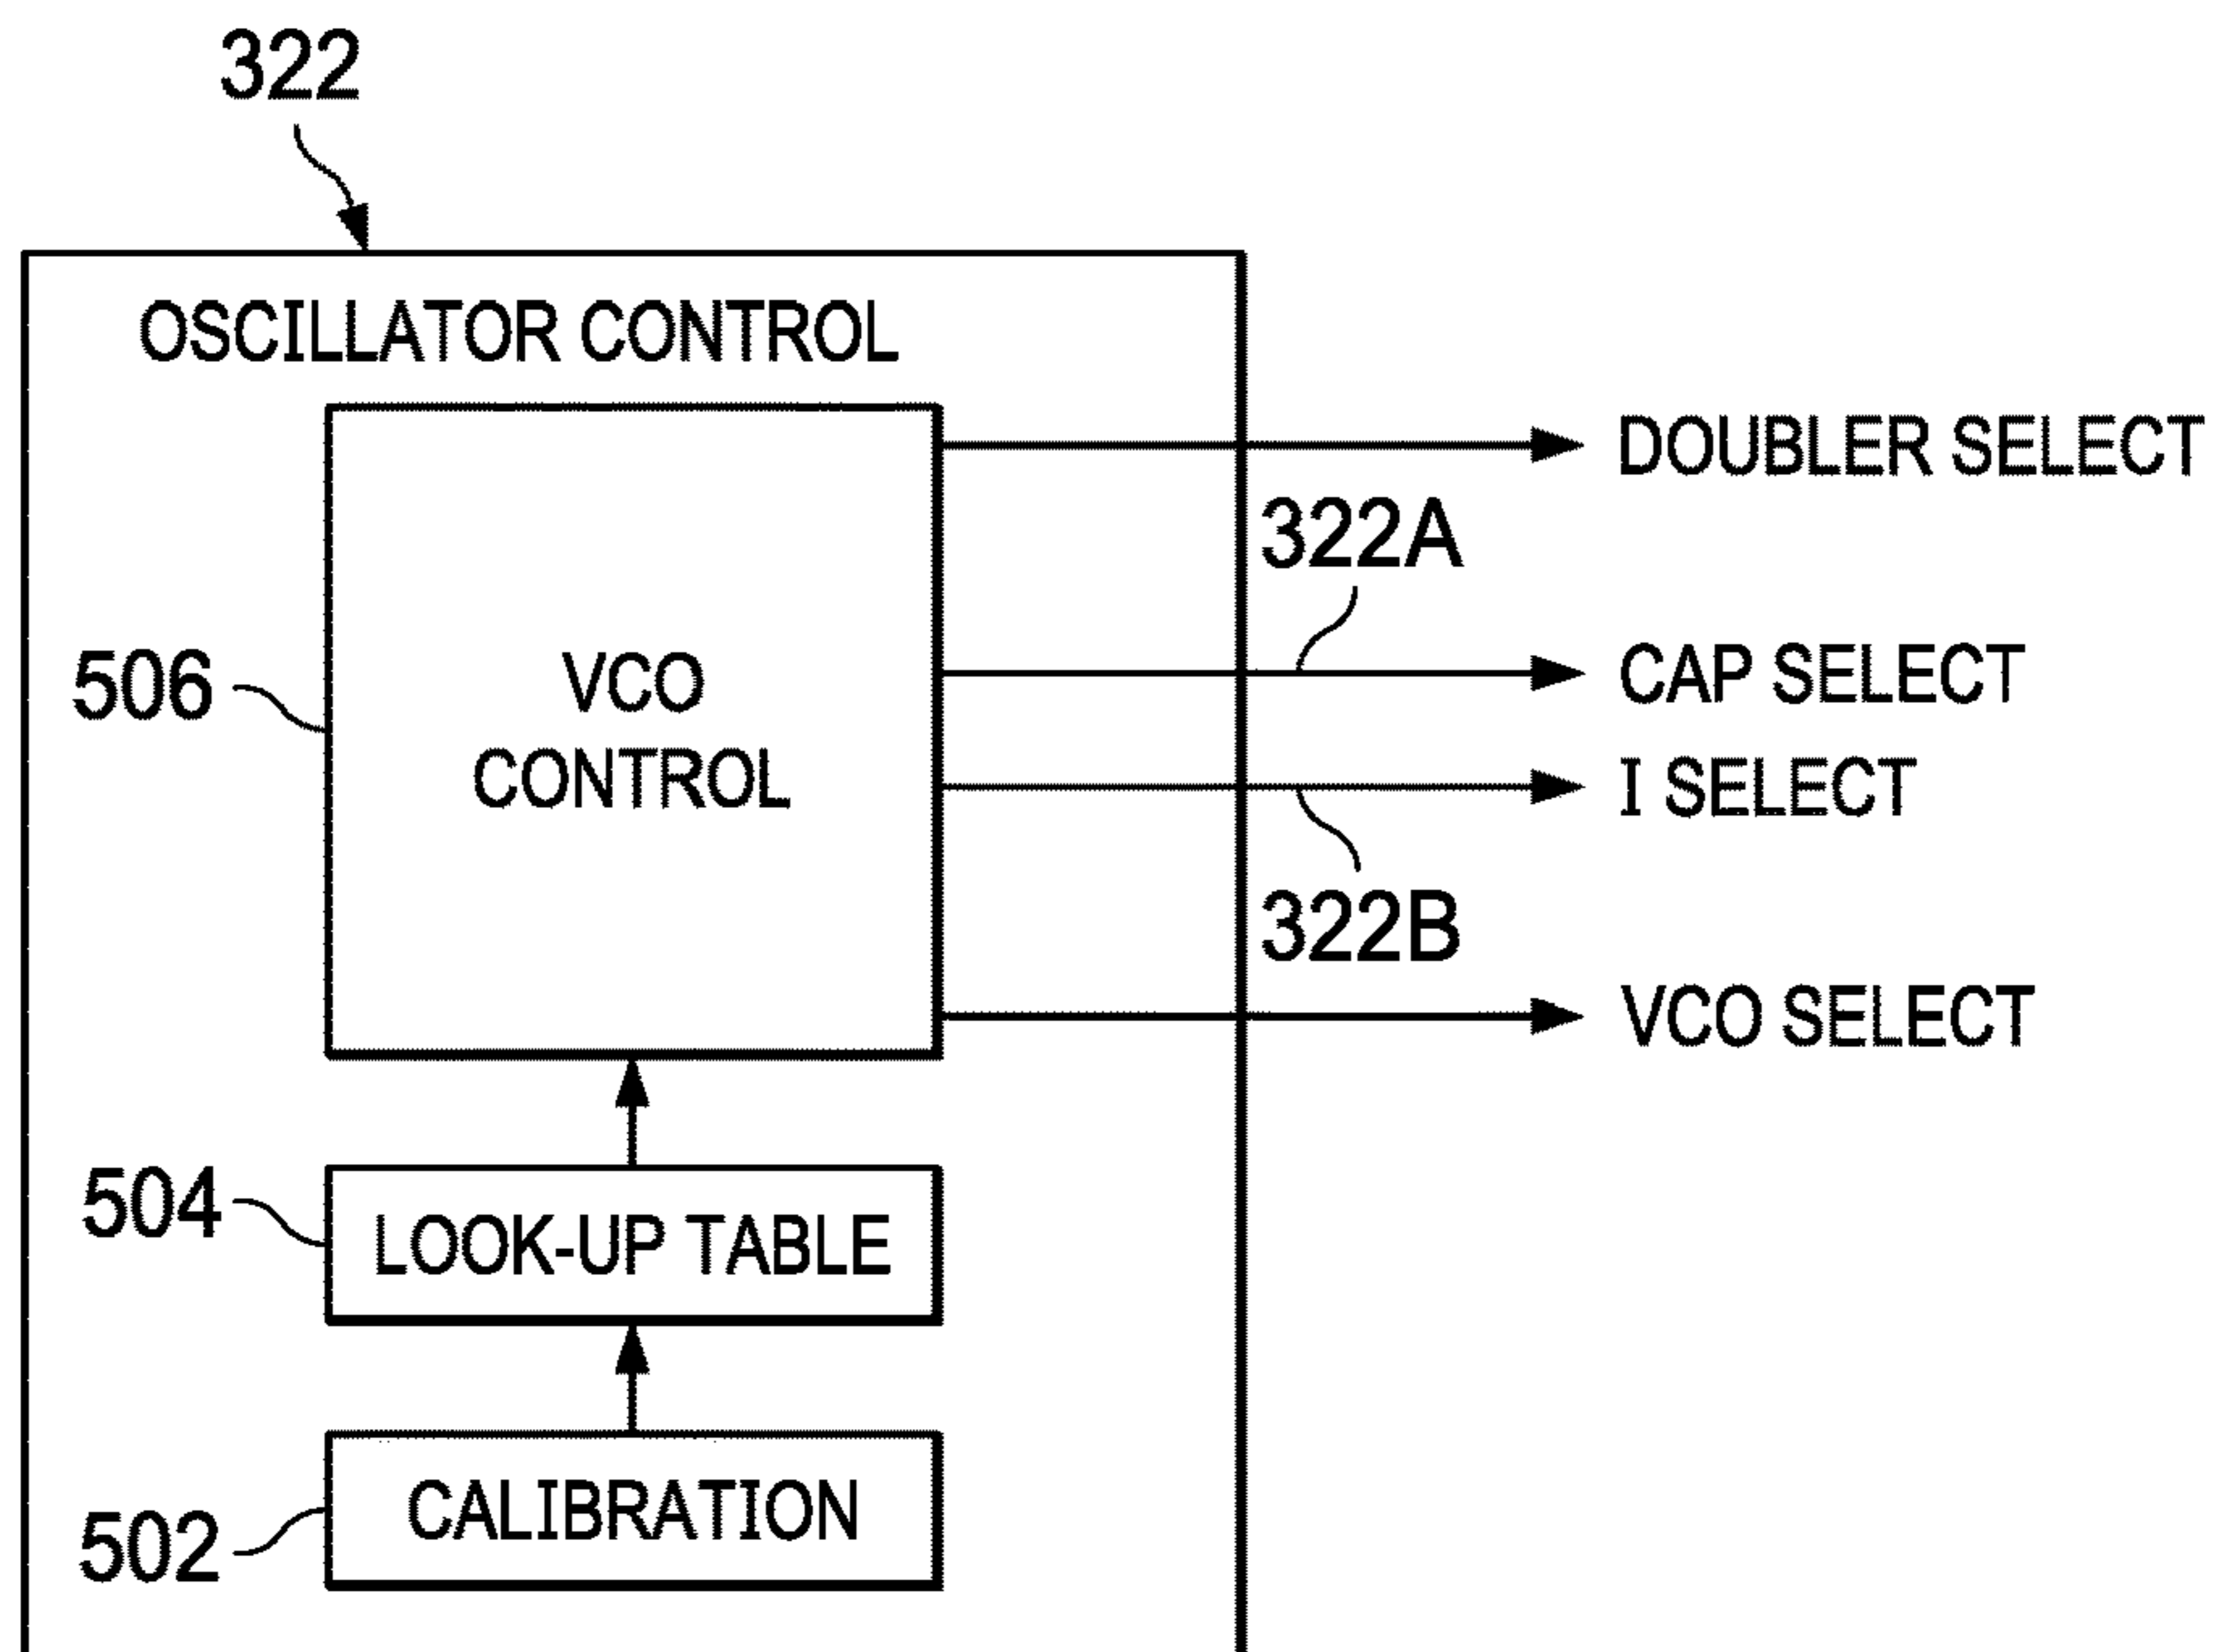 322
OSCILLATOR CONTROL
DOUBLER SELECT
322A
506
VCO
CONTROL
CAP SELECT
I SELECT
322B
VCO SELECT
504
LOOK-UP TABLE
502
CALIBRATION